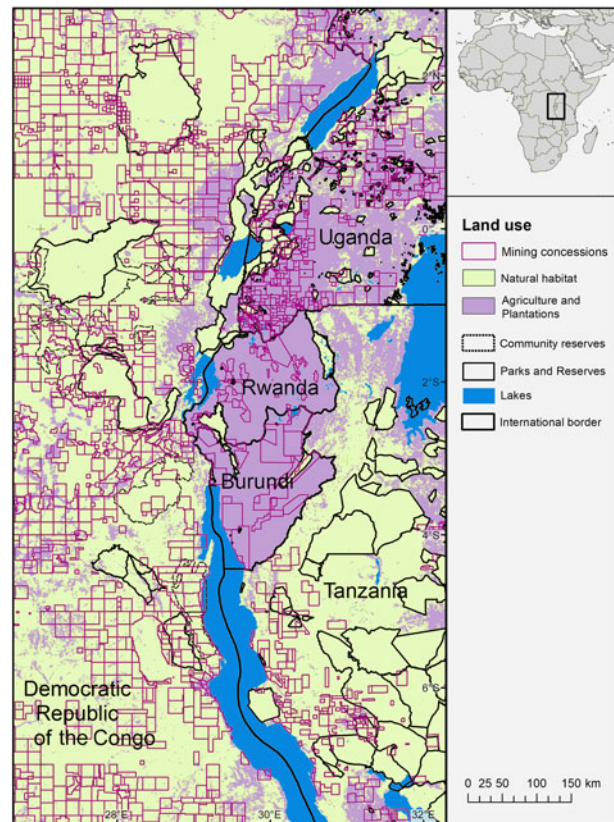 2°N
Uganda
0°
Rwanda
2°S
Burundi
4°S
Tanzania
6°S
Democratic
Republic
of the Congo
28°E
30°E
32°E
Land use
Mining concessions
Natural habitat
Agriculture and
Plantations
Community reserves
Parks and Reserves
Lakes
International border
0 25 50 100 150 km